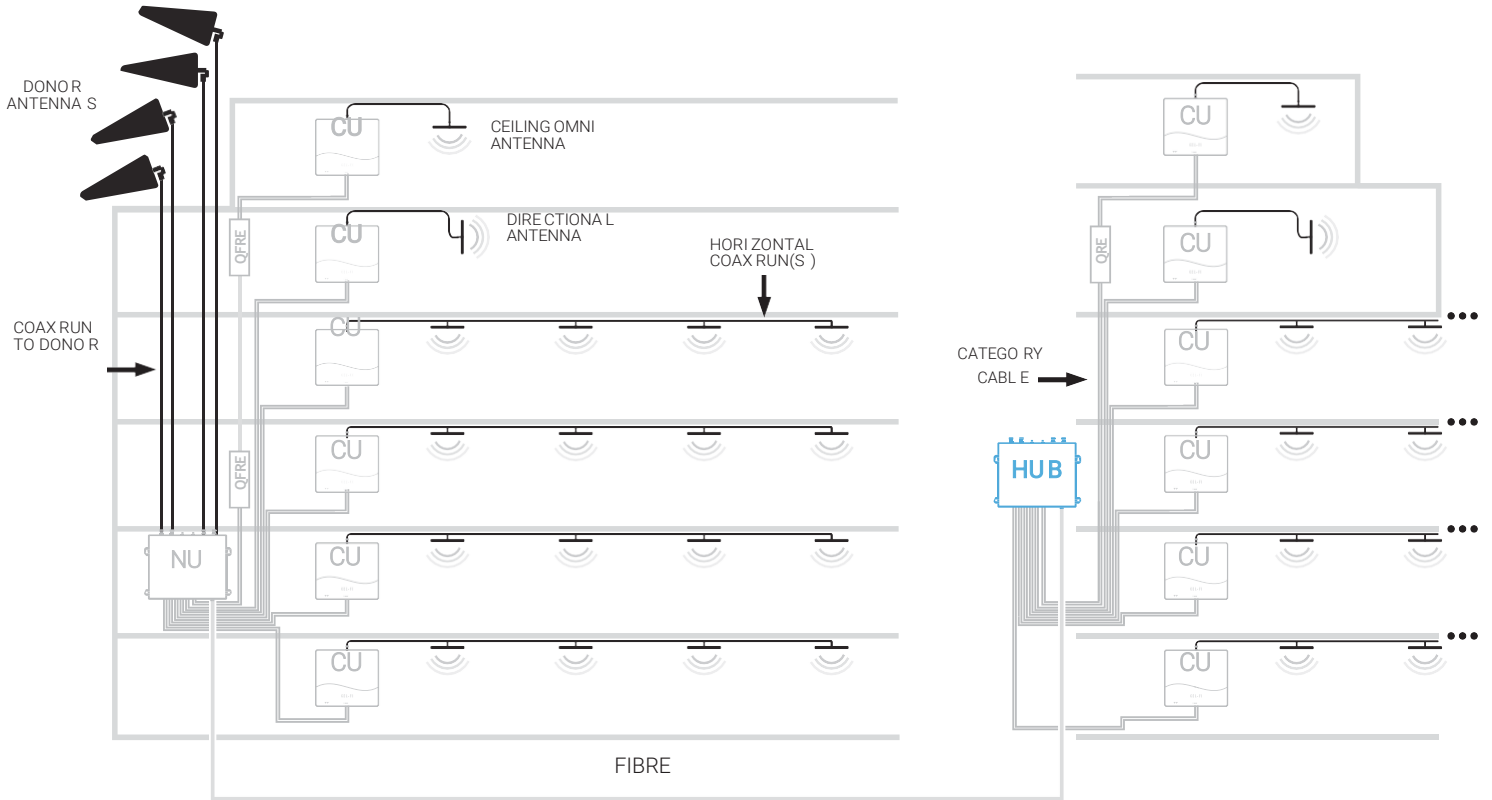 DONOR
ANTENNAS
CU
CEILING OMNI
ANTENNA
CU
QFRE
CU
DIRECTIONAL
ANTENNA
HORIZONTAL
COAX RUN(S)
QRE
CU
COAX RUN
TO DONOR
CU
CATEGORY
CABLE
CU
QFRE
CU
HUB
CU
NU
CU
CU
CU
CU
FIBRE